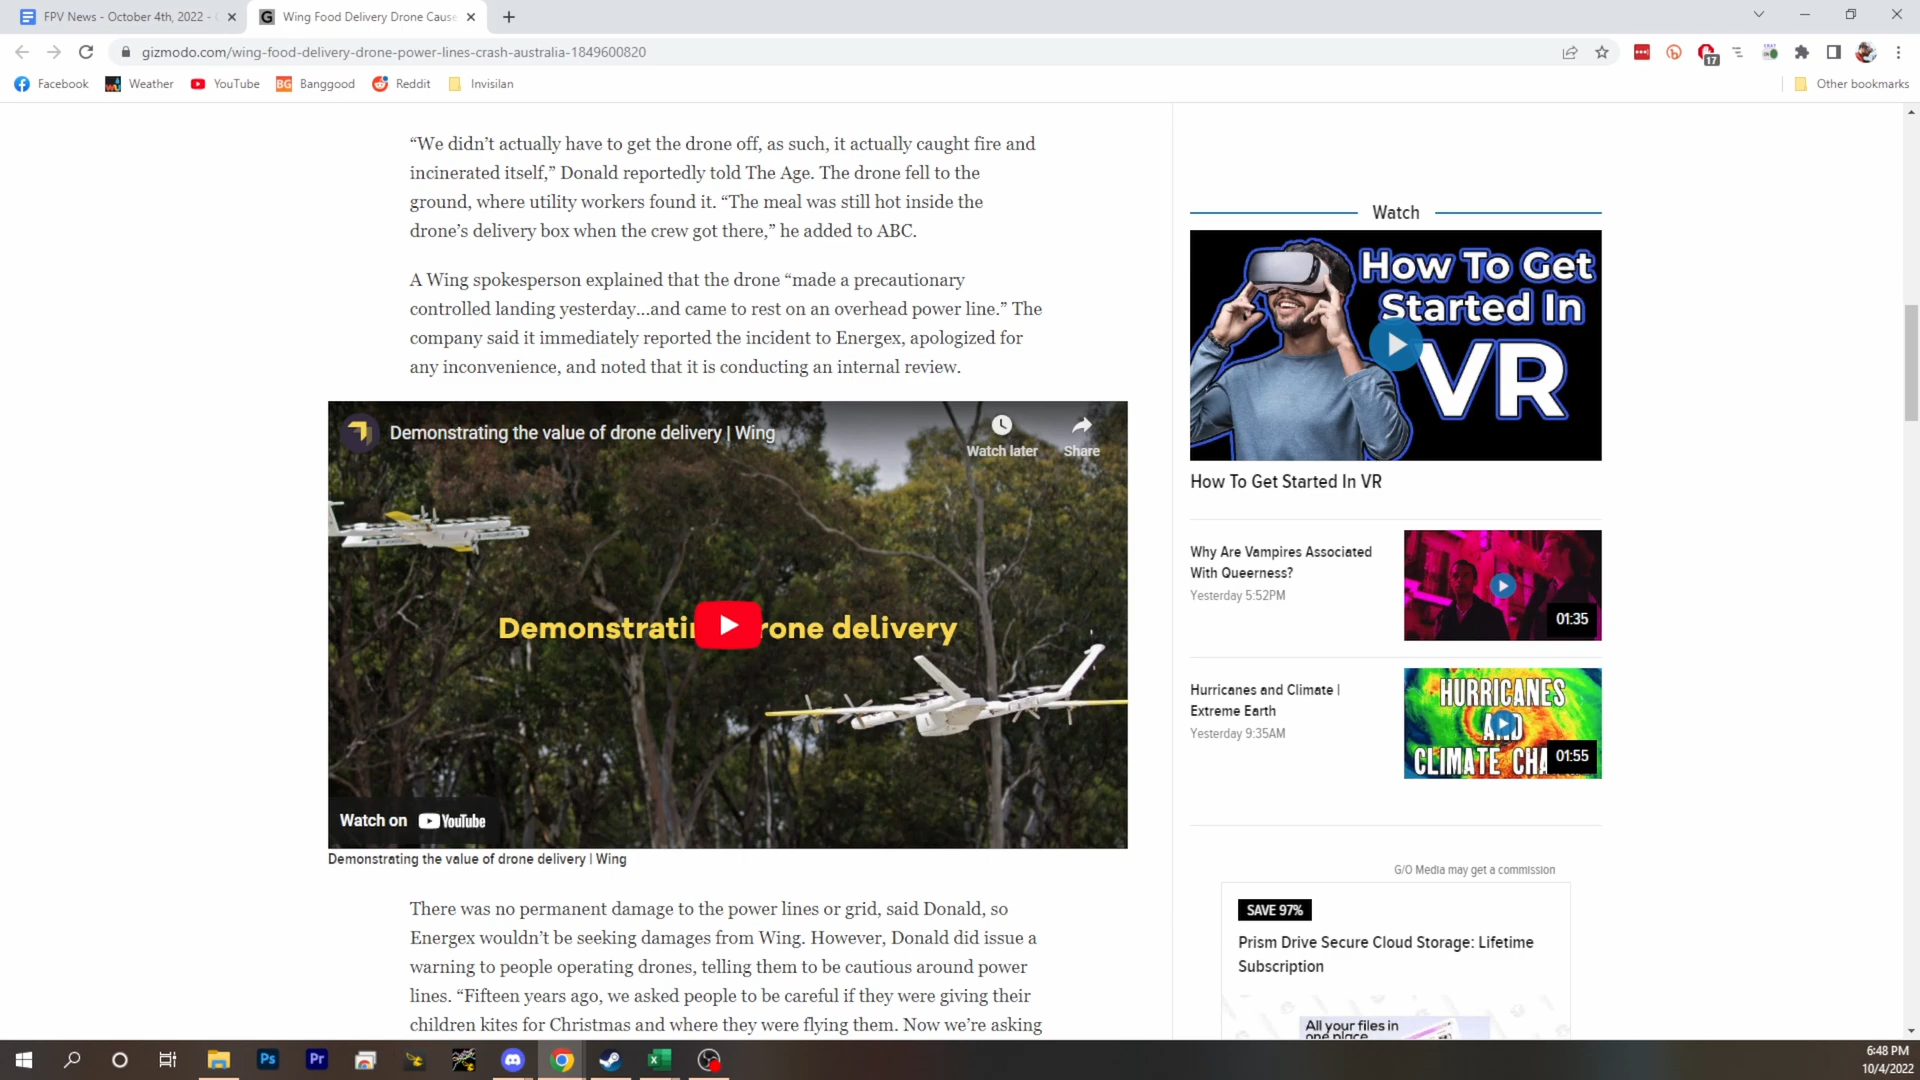 FPV News - October 4th, 2022 -
Wing Food Delivery Drone Cause
gizmodo.com/wing-food-delivery-drone-power-lines-crash-australia-1849600820
17
Facebook
Weather
YouTube
BG
Banggood
Reddit
Invisilan
Other bookmarks
“We didn’t actually have to get the drone off, as such, it actually caught fire and
incinerated itself,” Donald reportedly told The Age. The drone fell to the
ground, where utility workers found it. “The meal was still hot inside the
drone’s delivery box when the crew got there,” he added to ABC.
A Wing spokesperson explained that the drone “made a precautionary
controlled landing yesterday...and came to rest on an overhead power line.” The
company said it immediately reported the incident to Energex, apologized for
any inconvenience, and noted that it is conducting an internal review.
Demonstrating the value of drone delivery | Wing
Watch later
Share
Demonstrati rone delivery
Watch on YouTube
Demonstrating the value of drone delivery | Wing
There was no permanent damage to the power lines or grid, said Donald, so
Energex wouldn’t be seeking damages from Wing. However, Donald did issue a
warning to people operating drones, telling them to be cautious around power
lines. “Fifteen years ago, we asked people to be careful if they were giving their
children kites for Christmas and where they were flying them. Now we’re asking
Watch
How To Get
Started In
VR
How To Get Started In VR
Why Are Vampires Associated
With Queerness?
Yesterday 5:52PM
01:35
Hurricanes and Climate |
Extreme Earth
Yesterday 9:35AM
HURRICANES
AND
CLIMATE CHA
01:55
G/O Media may get a commission
SAVE 97%
Prism Drive Secure Cloud Storage: Lifetime
Subscription
All your files in
one place
Ps
Pr
6:48 PM
10/4/2022